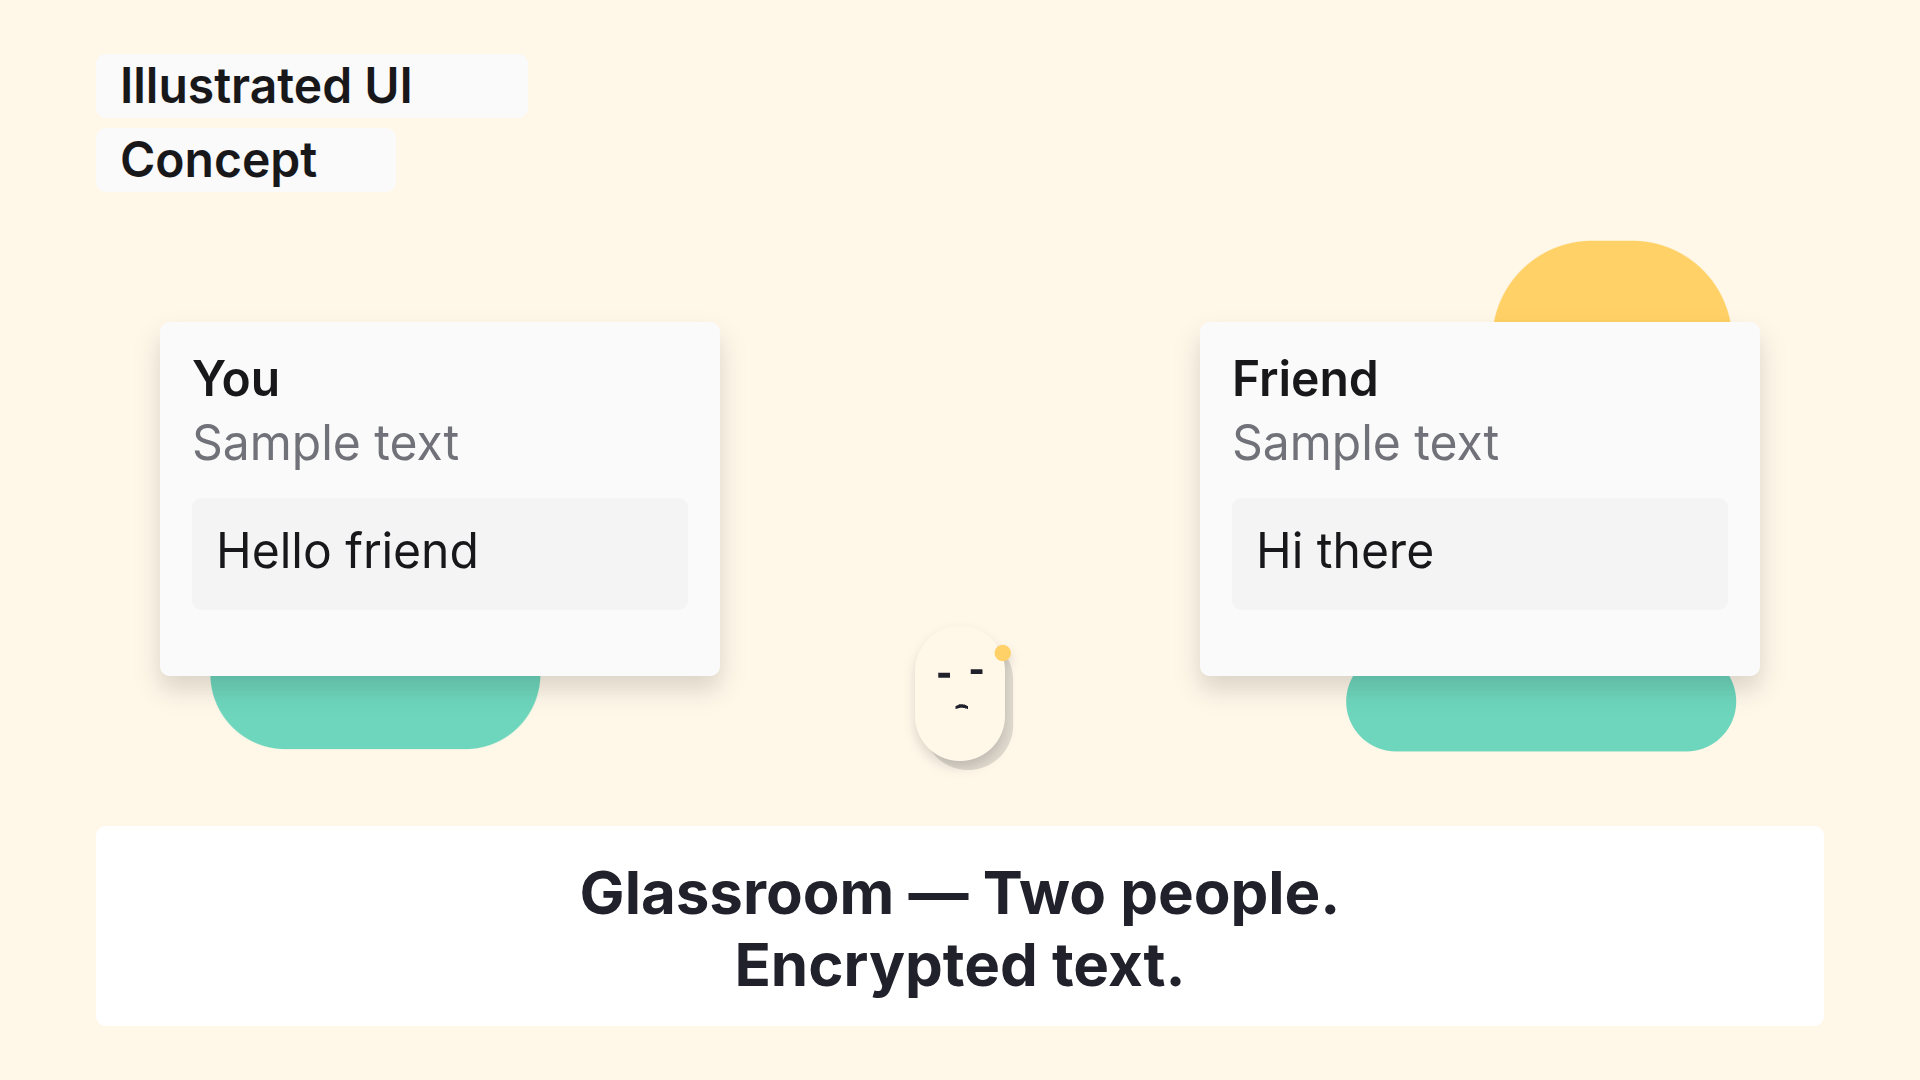 Illustrated UI
Concept
You
Sample text
Hello friend
Friend
Sample text
Hi there
Glassroom — Two people.
Encrypted text.